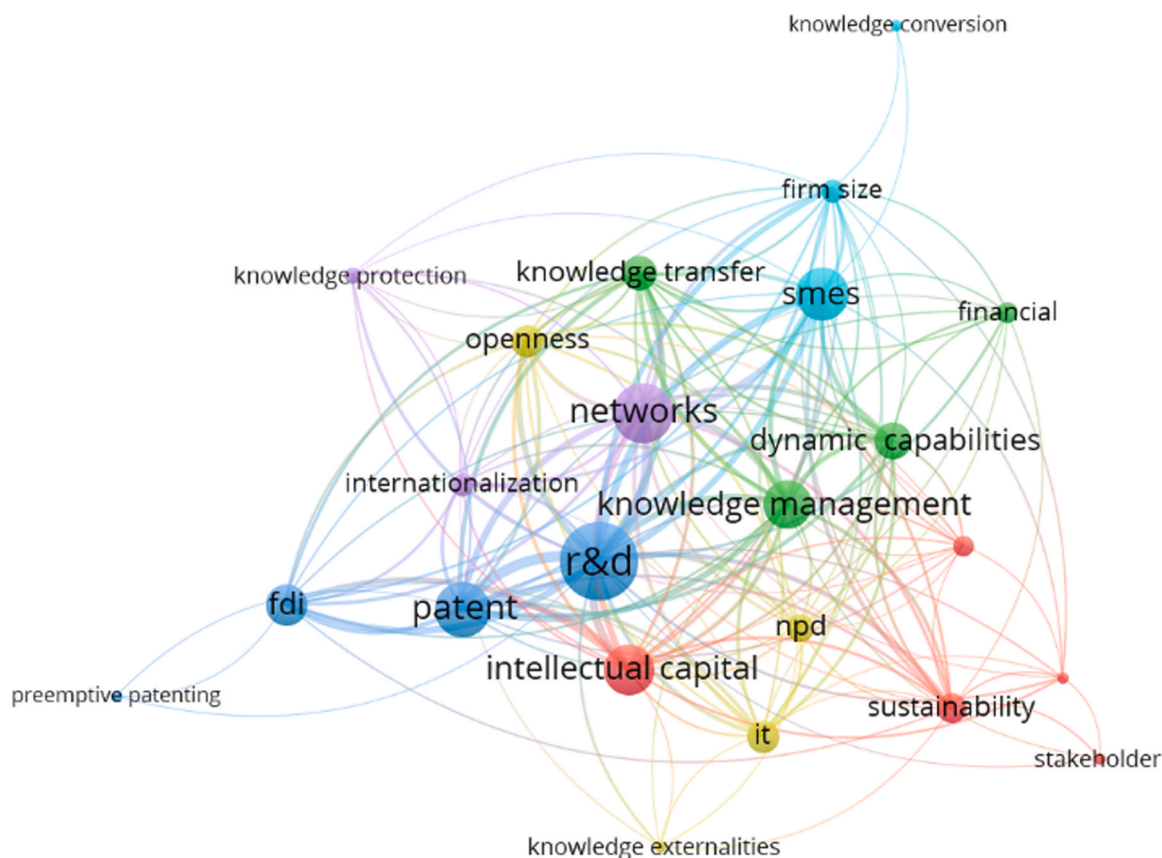 knowledge conversion
firm size
knowledge protection
knowledge transfer
smes
financial
openness
networks
dynamic capabilities
internationalization
knowledge management
r&d
fdi
patent
npd
intellectual capital
preemptive patenting
sustainability
it
stakeholder
knowledge externalities